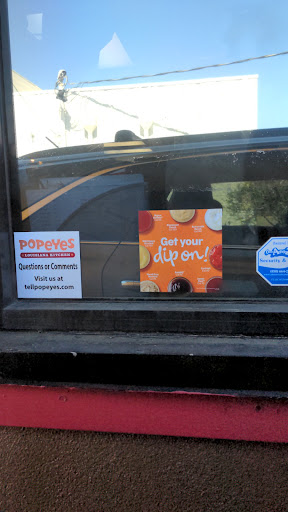 POPEYES
LOUISIANA KITCHEN
Questions or Comments
Visit us at
tellpopeyes.com
Get your
dip on!